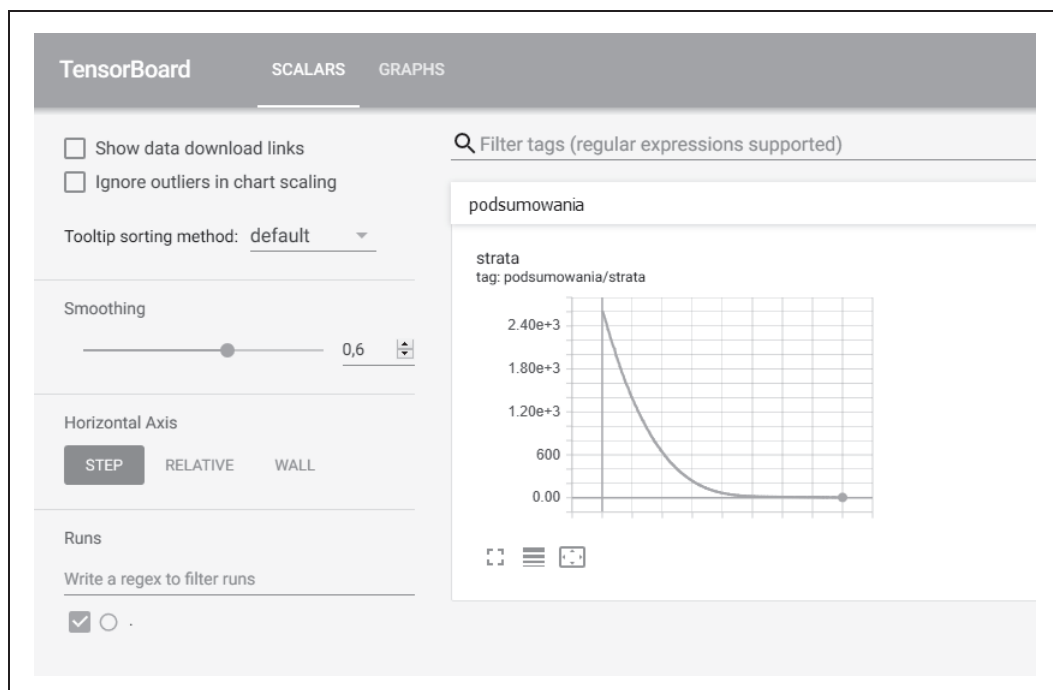 TensorBoard SCALARS GRAPHS
Show data download links
Ignore outliers in chart scaling
Tooltip sorting method: default
Smoothing
0,6
Horizontal Axis
STEP RELATIVE WALL
Runs
Write a regex to filter runs
.
Filter tags (regular expressions supported)
podsumowania
strata
tag: podsumowania/strata
2.40e+3
1.80e+3
1.20e+3
600
0.00